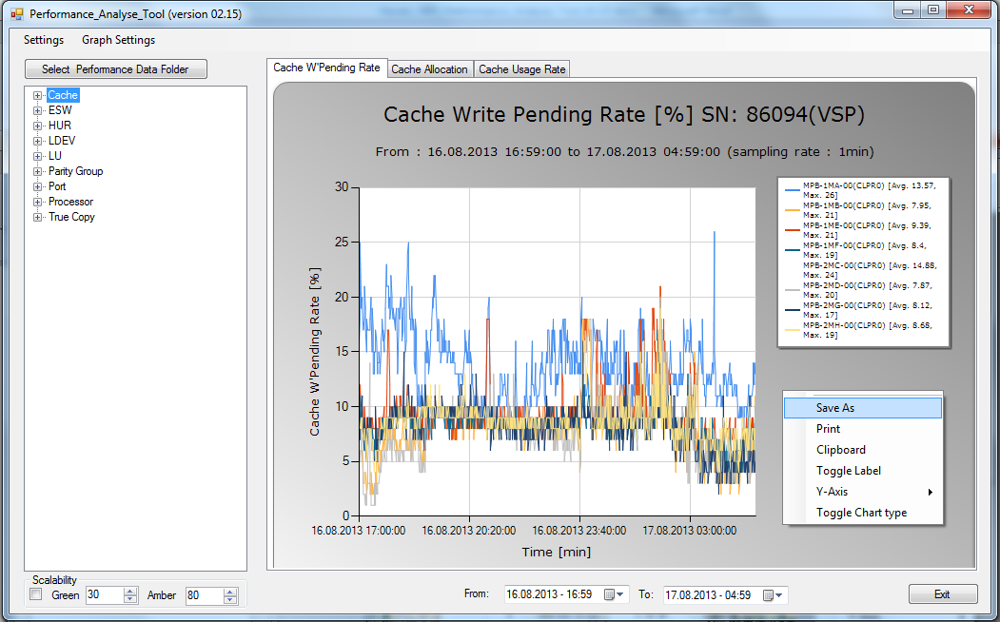 Performance_Analyse_Tool (version 02.15)
Settings Graph Settings
Select Performance Data Folder
Cache
ESW
HUR
LDEV
LU
Parity Group
Port
Processor
True Copy
Cache W'Pending Rate Cache Allocation Cache Usage Rate
Cache Write Pending Rate [%] SN: 86094(VSP)
From : 16.08.2013 16:59:00 to 17.08.2013 04:59:00 (sampling rate : 1min)
Cache W'Pending Rate [%]
30
25
20
15
10
5
0
16.08.2013 17:00:00 16.08.2013 20:20:00 16.08.2013 23:40:00 17.08.2013 03:00:00
Time [min]
MPB-1MA-00(CLPR0) [Avg. 13.57,
Max. 26]
MPB-1MB-00(CLPR0) [Avg. 7.95,
Max. 21]
MPB-1ME-00(CLPR0) [Avg. 9.39,
Max. 21]
MPB-1MF-00(CLPR0) [Avg. 8.4,
Max. 19]
MPB-2MC-00(CLPR0) [Avg. 14.88,
Max. 24]
MPB-2MD-00(CLPR0) [Avg. 7.87,
Max. 20]
MPB-2MG-00(CLPR0) [Avg. 8.12,
Max. 17]
MPB-2MH-00(CLPR0) [Avg. 8.68,
Max. 19]
Save As
Print
Clipboard
Toggle Label
Y-Axis
Toggle Chart type
Scalability
Green 30 Amber 80
From: 16.08.2013 - 16:59 To: 17.08.2013 - 04:59
Exit